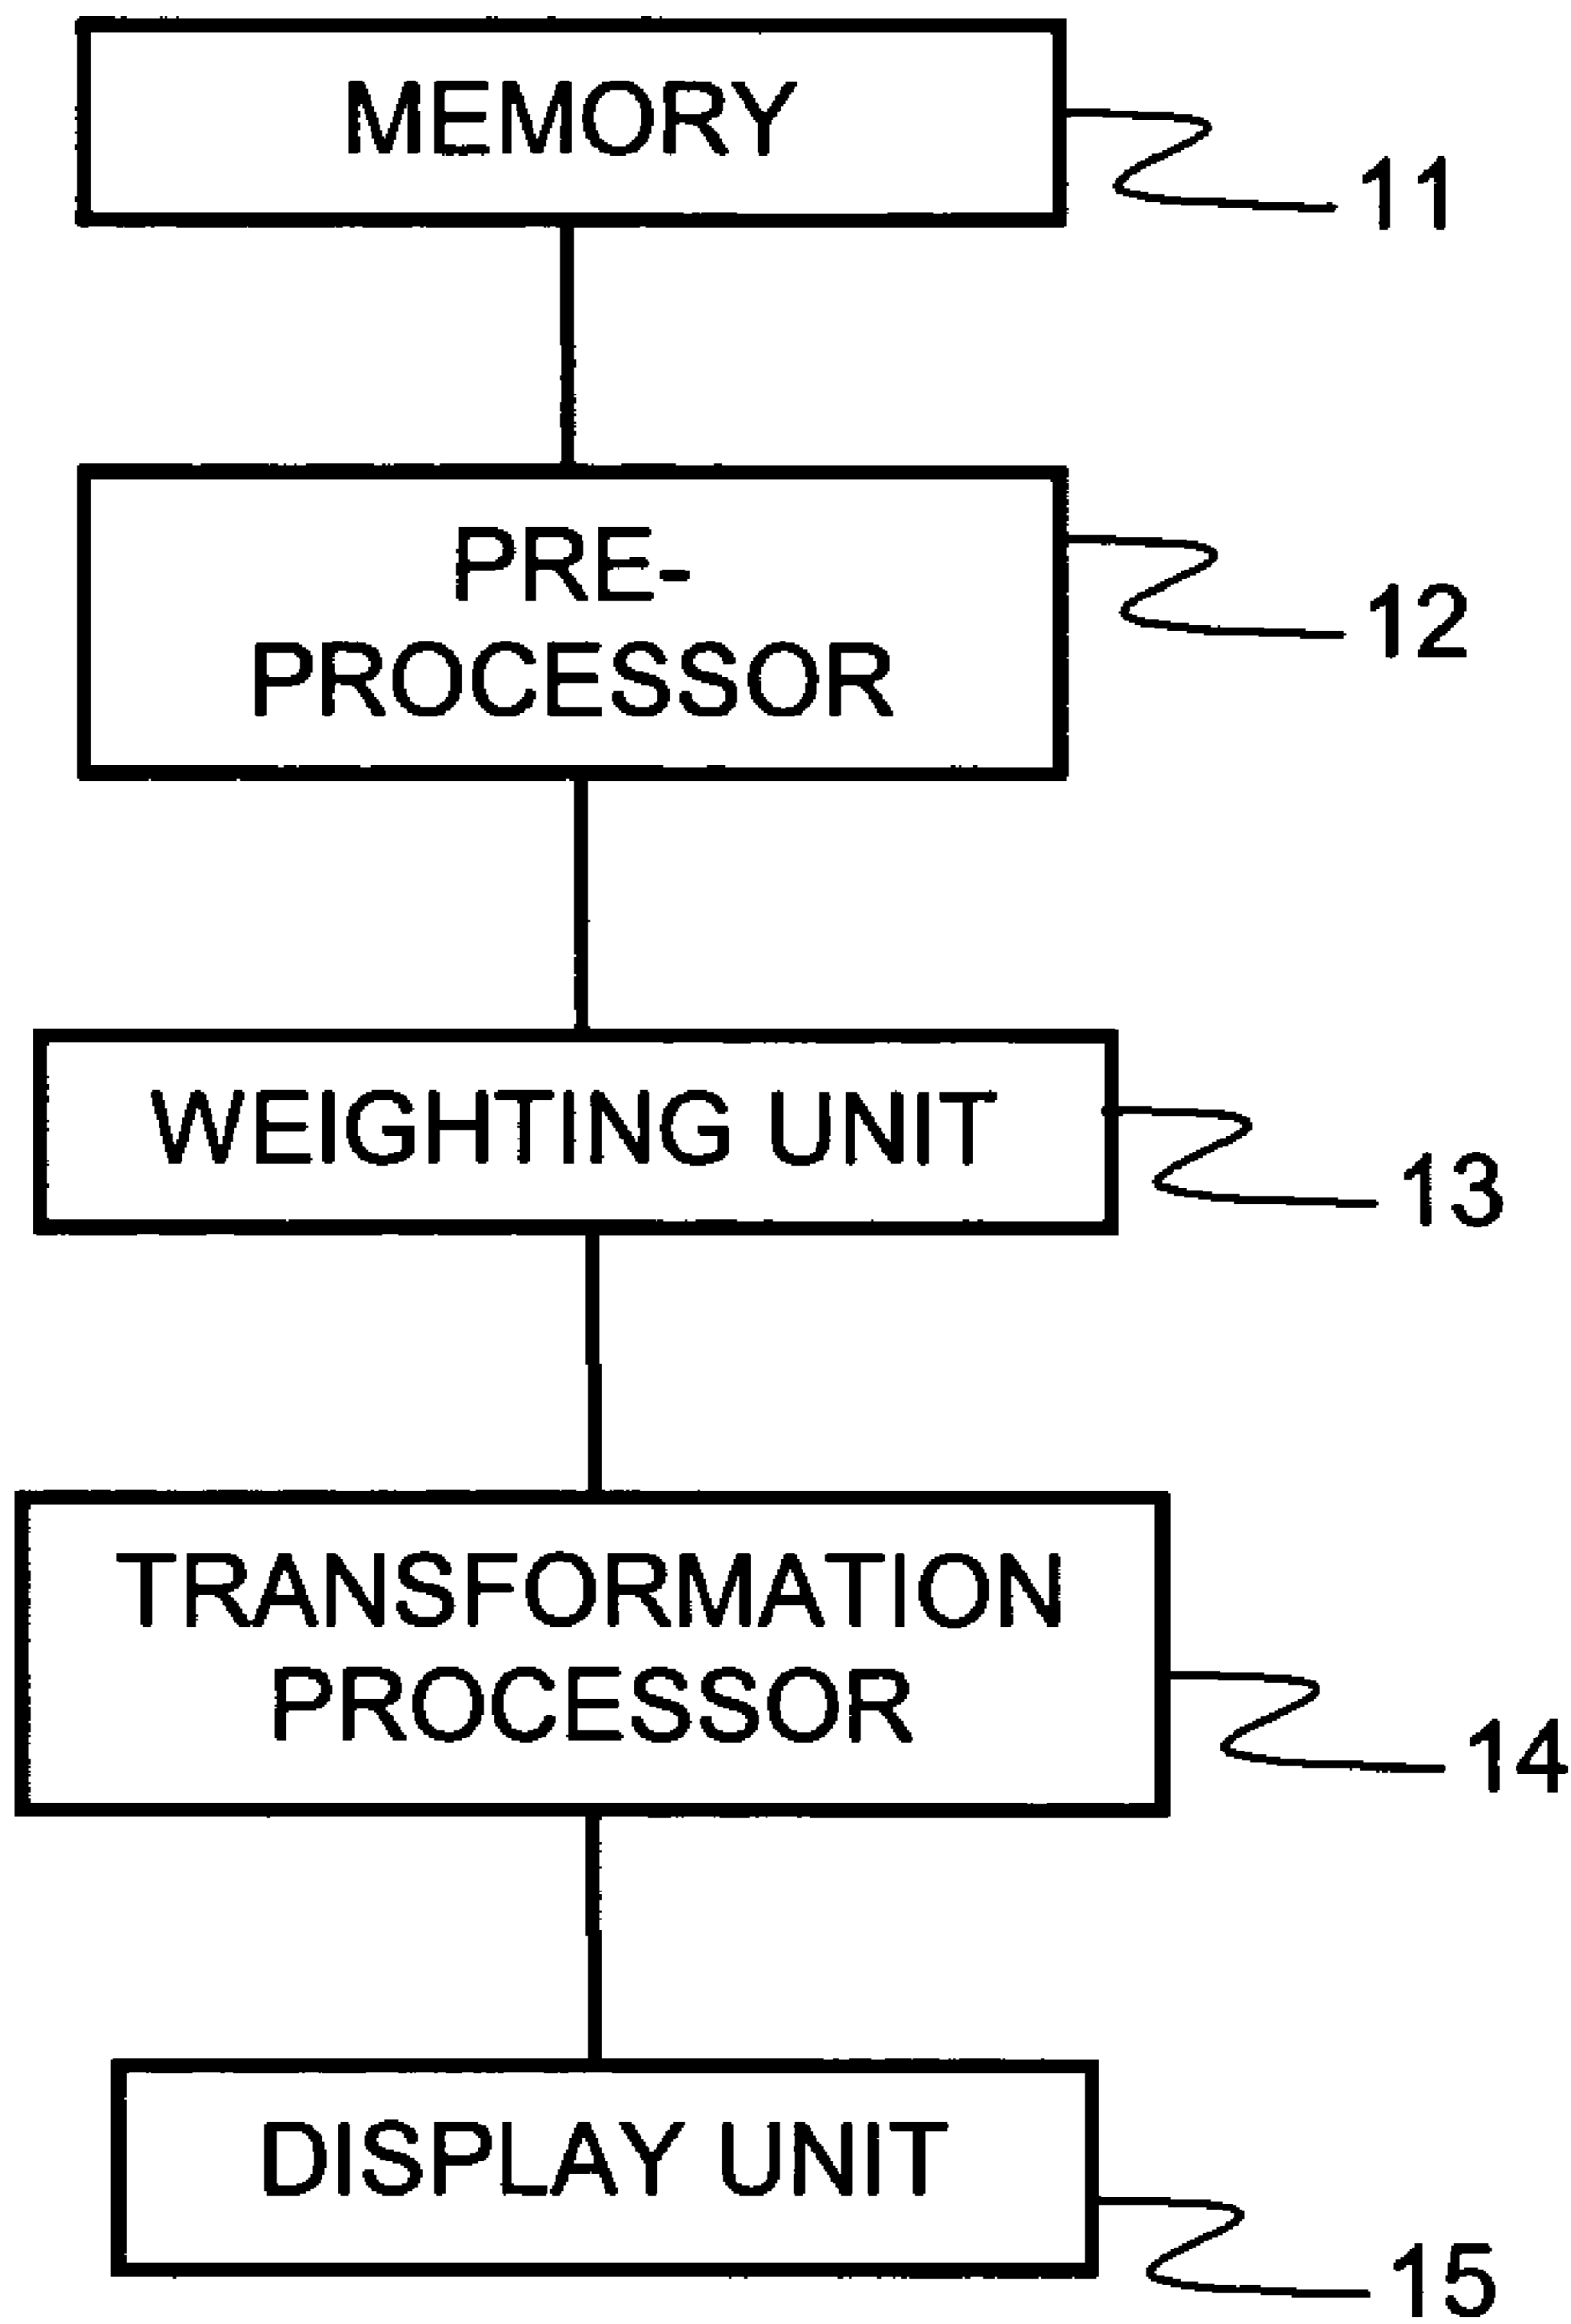 MEMORY
11
PRE-
PROCESSOR
12
WEIGHTING UNIT
13
TRANSFORMATION
PROCESSOR
14
DISPLAY UNIT
15